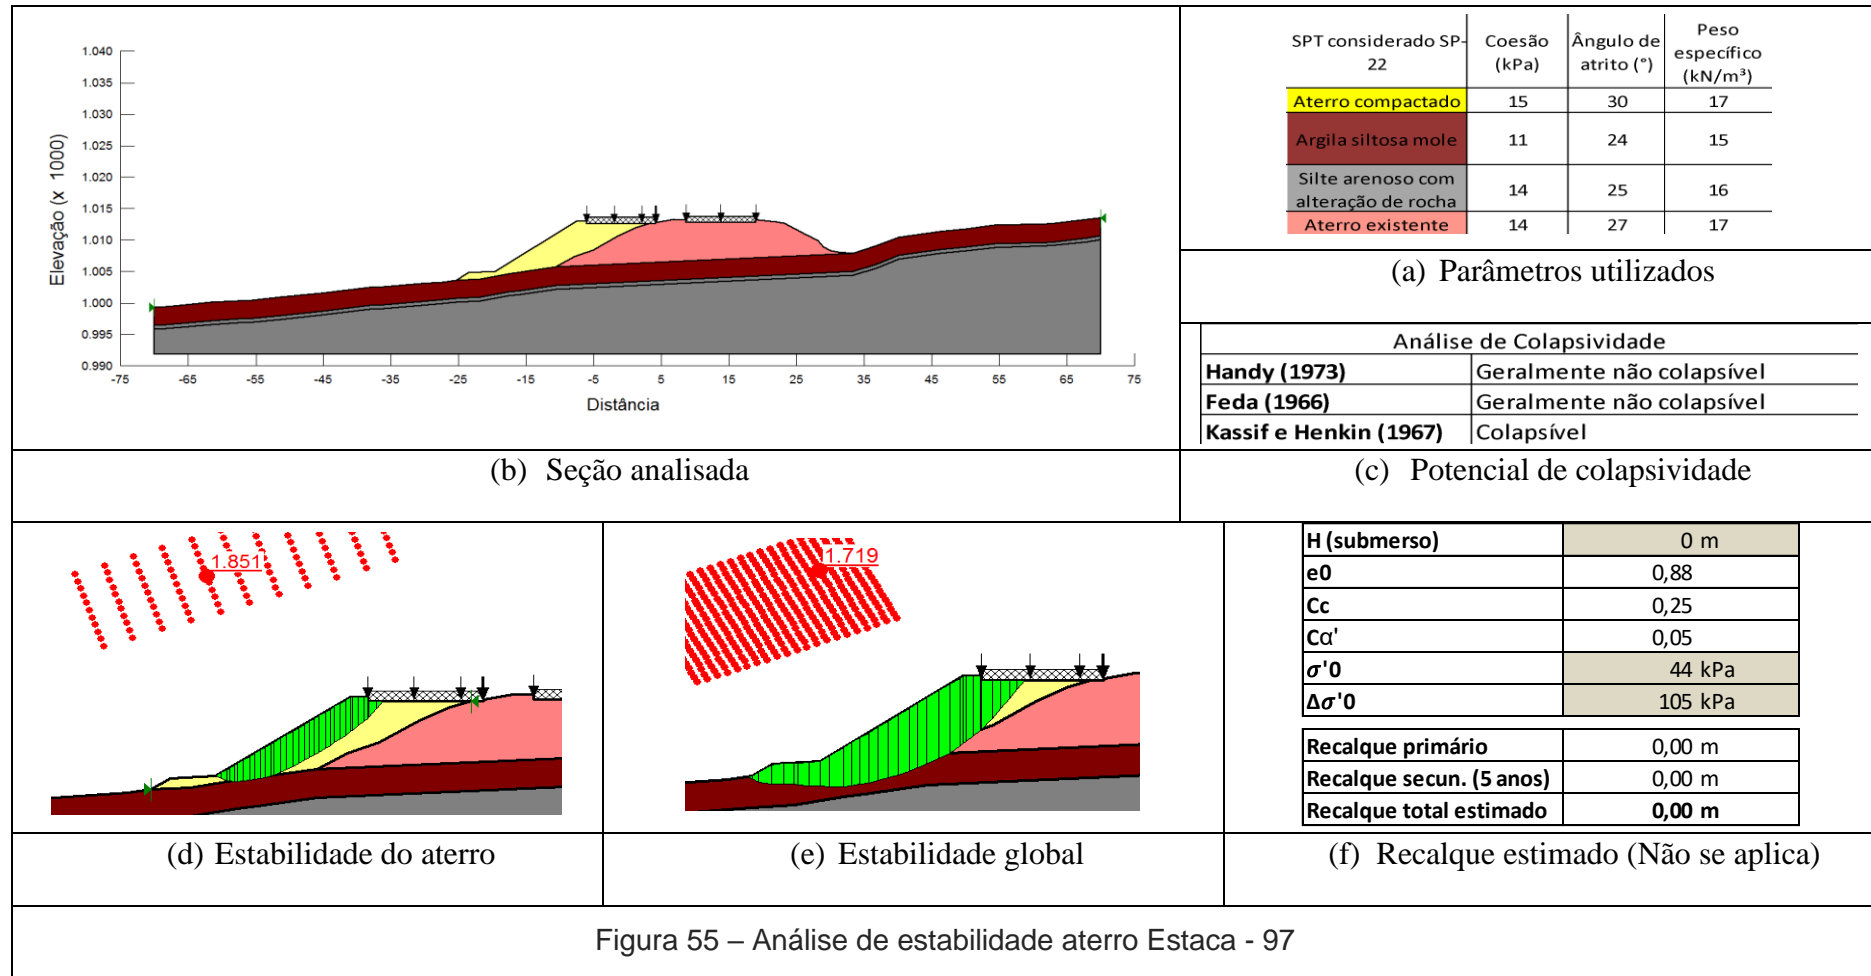 1.040
1.035
1.030
1.025
1.020
1.015
1.010
1.005
1.000
0.995
0.990
Elevação (x 1000)
-75 -65 -55 -45 -35 -25 -15 -5 5 15 25 35 45 55 65 75
Distância
(b) Seção analisada
SPT considerado SP-22 Coesão (kPa) Ângulo de atrito (°) Peso específico (kN/m³)
Aterro compactado 15 30 17
Argila siltosa mole 11 24 15
Silte arenoso com alteração de rocha 14 25 16
Aterro existente 14 27 17
(a) Parâmetros utilizados
Análise de Colapsividade
Handy (1973) Geralmente não colapsível
Feda (1966) Geralmente não colapsível
Kassif e Henkin (1967) Colapsível
(c) Potencial de colapsividade
1.851
(d) Estabilidade do aterro
1.719
(e) Estabilidade global
H (submerso) 0 m
e0 0,88
Cc 0,25
Cα' 0,05
σ'0 44 kPa
Δσ'0 105 kPa
Recalque primário 0,00 m
Recalque secun. (5 anos) 0,00 m
Recalque total estimado 0,00 m
(f) Recalque estimado (Não se aplica)
Figura 55 – Análise de estabilidade aterro Estaca - 97